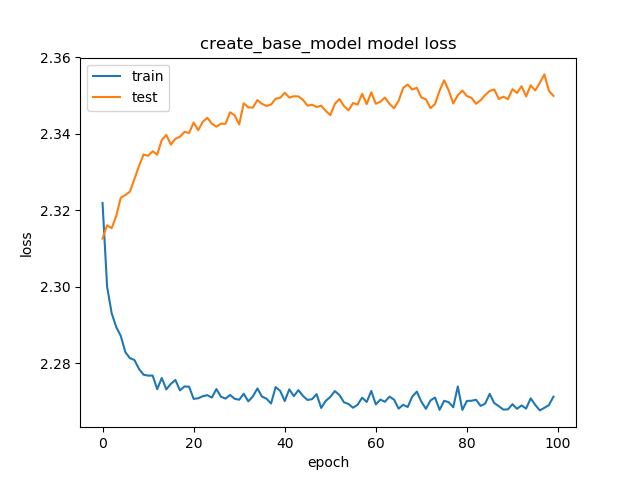 create_base_model model loss
train
test
2.36
2.34
2.32
2.30
2.28
loss
0
20
40
60
80
100
epoch